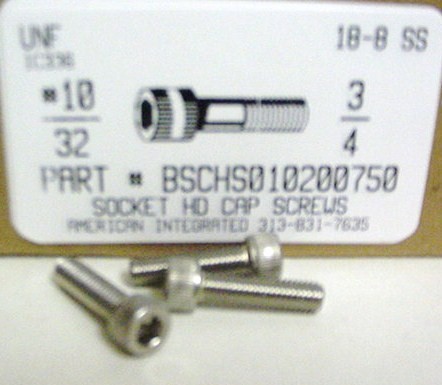 UNF 18-8 SS
#10 3
32 4
PART # BSCHS010200750
SOCKET HD CAP SCREWS
AMERICAN INTEGRATED 313-831-7635